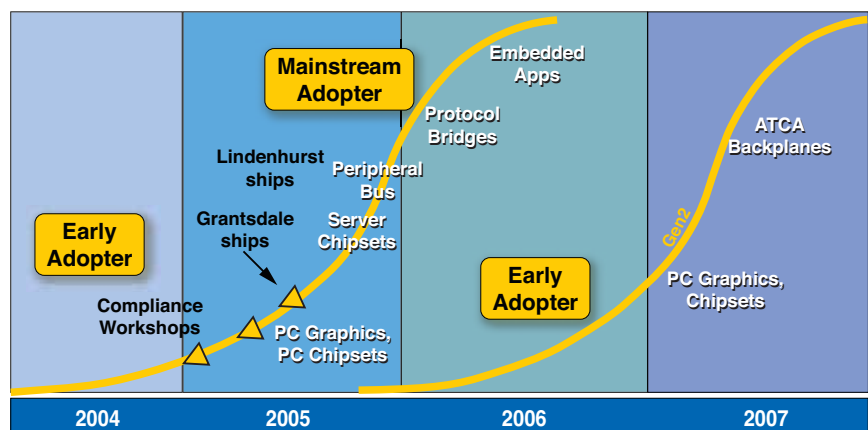 Embedded
Apps
Mainstream
Adopter
Protocol
Bridges
ATCA
Backplanes
Lindenhurst
ships
Peripheral
Bus
Grantsdale
ships
Server
Chipsets
Early
Adopter
Gen2
Early
Adopter
PC Graphics,
Chipsets
Compliance
Workshops
PC Graphics,
PC Chipsets
2004
2005
2006
2007